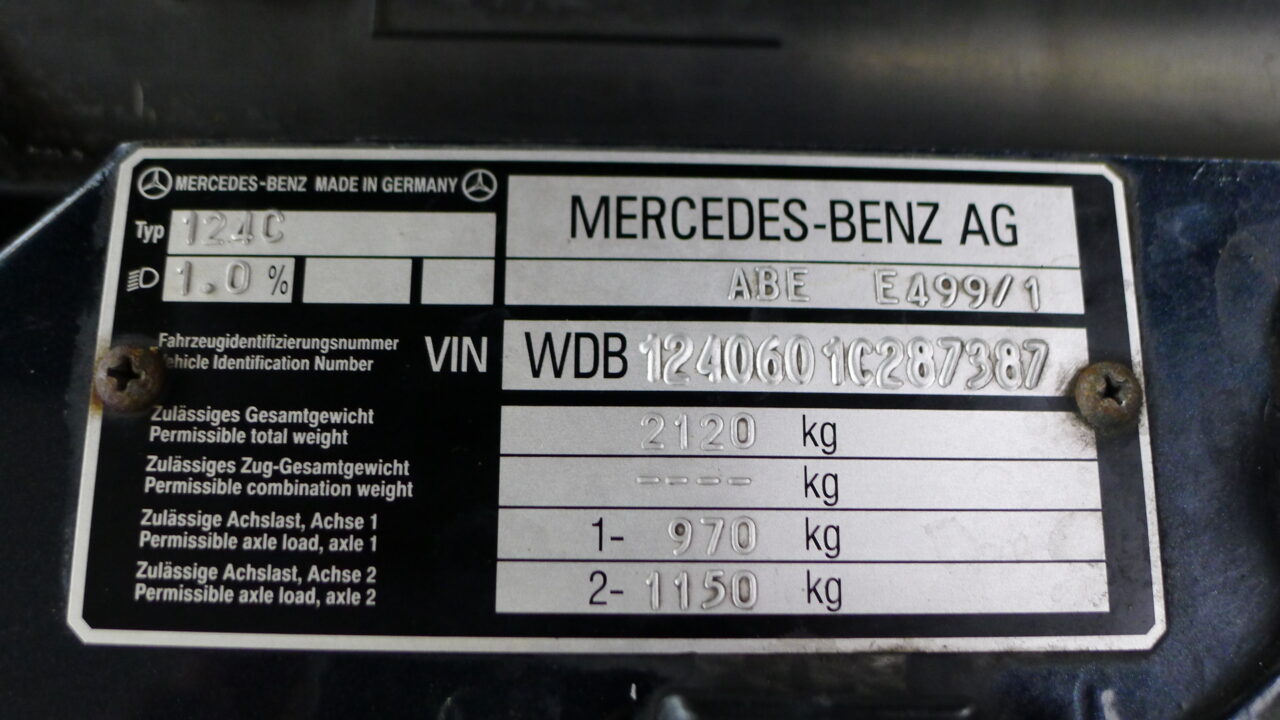 MERCEDES-BENZ MADE IN GERMANY
MERCEDES-BENZ AG
Typ 124C
1.0 %
ABE E499/1
Fahrzeugidentifizierungsnummer
Vehicle Identification Number
VIN WDB 1240601C287387
Zulässiges Gesamtgewicht
Permissible total weight
2120 kg
Zulässiges Zug-Gesamtgewicht
Permissible combination weight
---- kg
Zulässige Achslast, Achse 1
Permissible axle load, axle 1
1- 970 kg
Zulässige Achslast, Achse 2
Permissible axle load, axle 2
2- 1150 kg